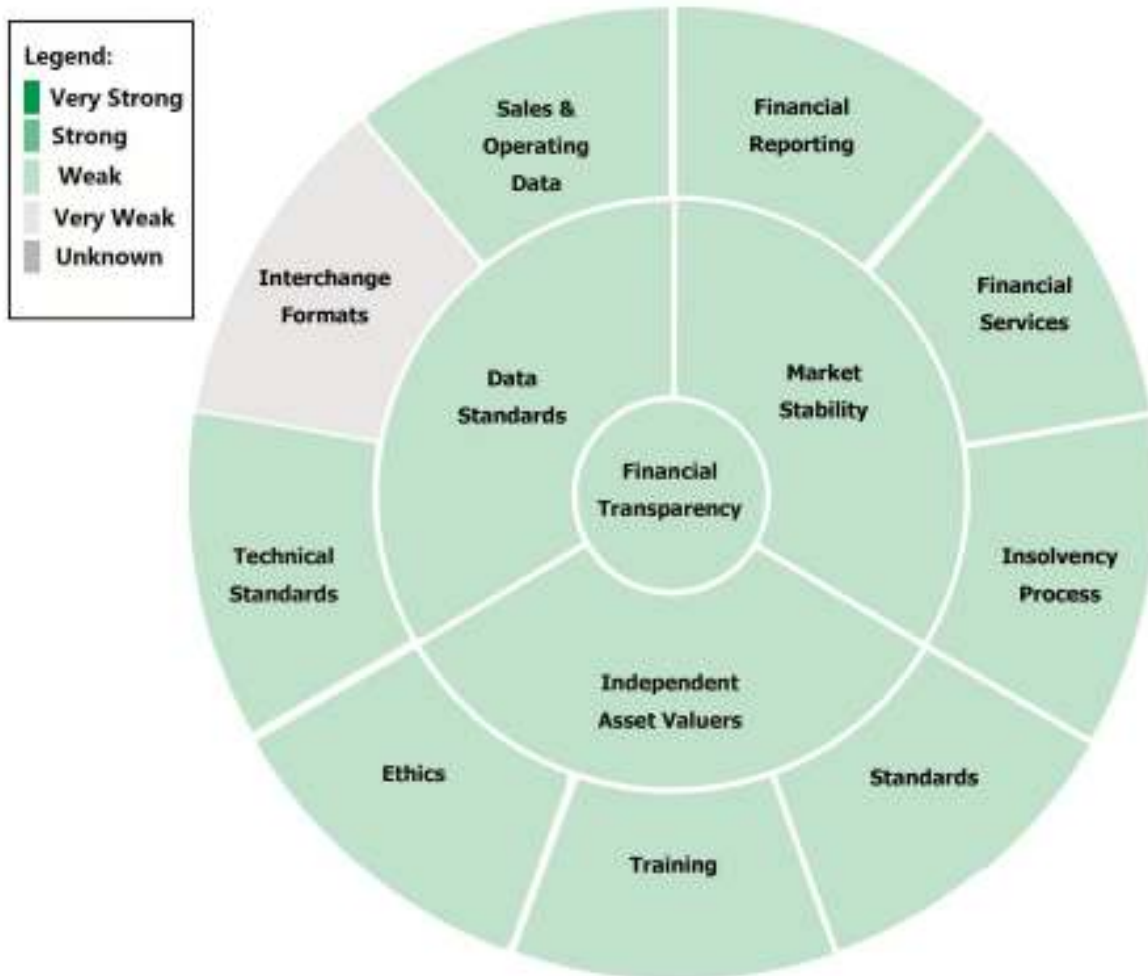 Legend:
Very Strong
Strong
Weak
Very Weak
Unknown
Sales &
Operating
Data
Financial
Reporting
Interchange
Formats
Financial
Services
Data
Standards
Market
Stability
Financial
Transparency
Technical
Standards
Insolvency
Process
Independent
Asset Valuers
Ethics
Standards
Training